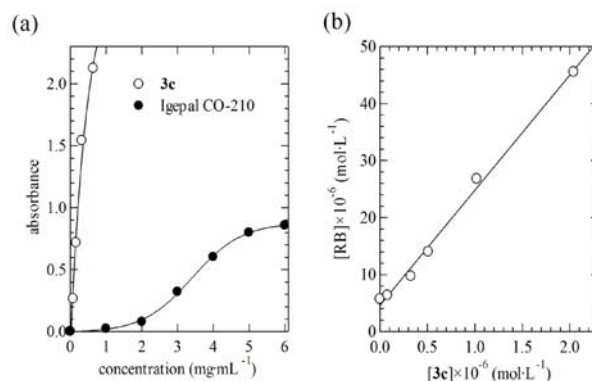 (a)
2.0
1.5
1.0
0.5
0.0
absorbance
3c
Igepal CO-210
0 1 2 3 4 5 6
concentration (mg·mL⁻¹)
(b)
50
40
30
20
10
0
[RB]×10⁻⁶ (mol·L⁻¹)
0.0 0.5 1.0 1.5 2.0
[3c]×10⁻⁶ (mol·L⁻¹)